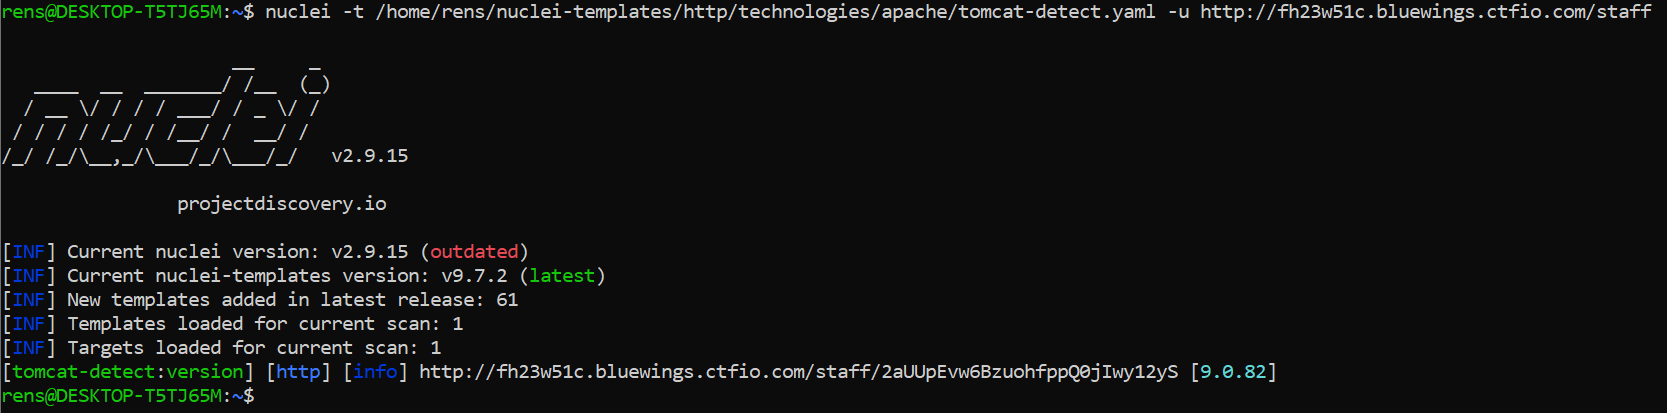 rens@DESKTOP-T5TJ65M:~$ nuclei -t /home/rens/nuclei-templates/http/technologies/apache/tomcat-detect.yaml -u http://fh23w51c.bluewings.ctfio.com/staff
nuclei
v2.9.15
projectdiscovery.io
[INF] Current nuclei version: v2.9.15 (outdated)
[INF] Current nuclei-templates version: v9.7.2 (latest)
[INF] New templates added in latest release: 61
[INF] Templates loaded for current scan: 1
[INF] Targets loaded for current scan: 1
[tomcat-detect:version] [http] [info] http://fh23w51c.bluewings.ctfio.com/staff/2aUUpEvw6BzuohfppQ0jIwy12yS [9.0.82]
rens@DESKTOP-T5TJ65M:~$